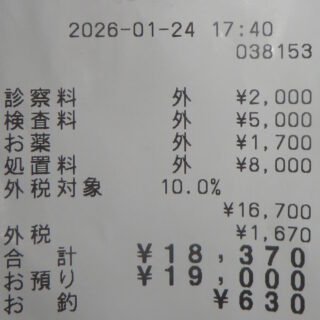 2026-01-24 17:40
038153
診察料 外 ¥2,000
検査料 外 ¥5,000
お薬 外 ¥1,700
処置料 外 ¥8,000
外税対象 10.0%
¥16,700
外税 ¥1,670
合計 ¥18,370
お預り ¥19,000
お釣 ¥630